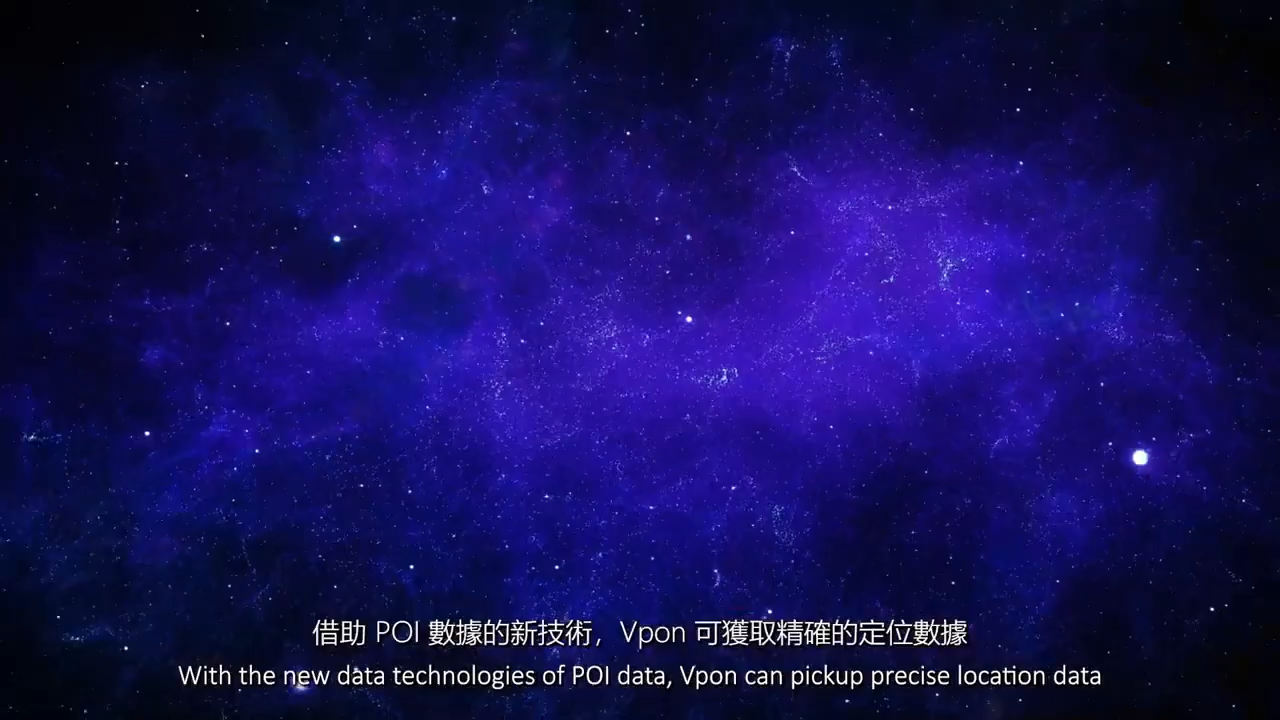 借助 POI 數據的新技術，Vpon 可獲取精確的定位數據
With the new data technologies of POI data, Vpon can pickup precise location data